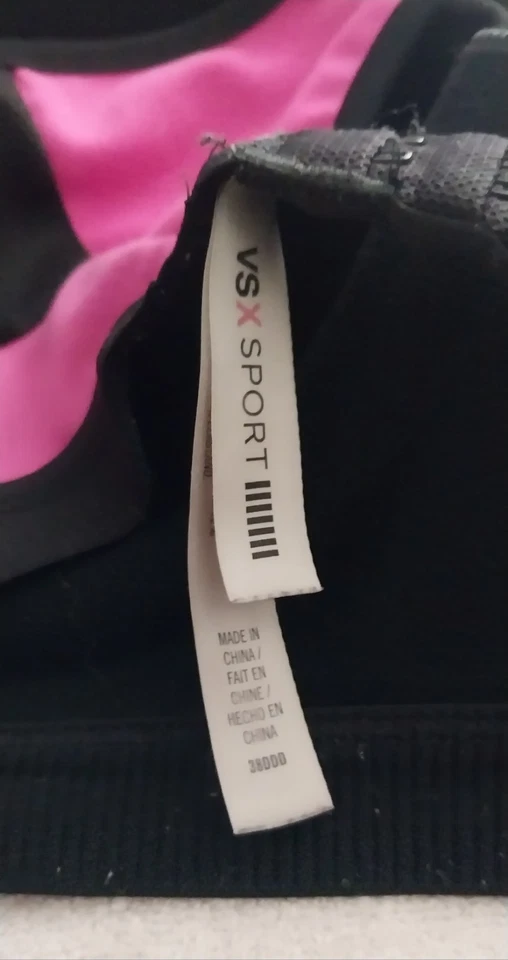 VSX SPORT
MADE IN
CHINA /
FAIT EN
CHINE /
HECHO EN
CHINA
38DDD